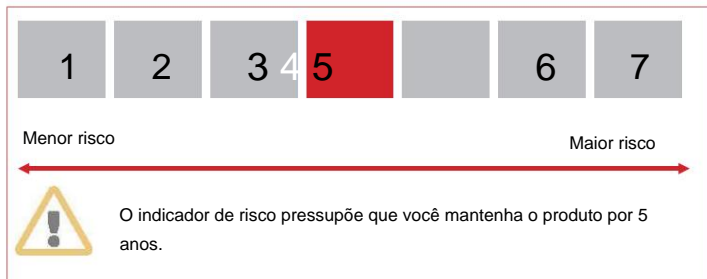 1 2 3 4 5 6 7
Menor risco Maior risco
O indicador de risco pressupõe que você mantenha o produto por 5
anos.